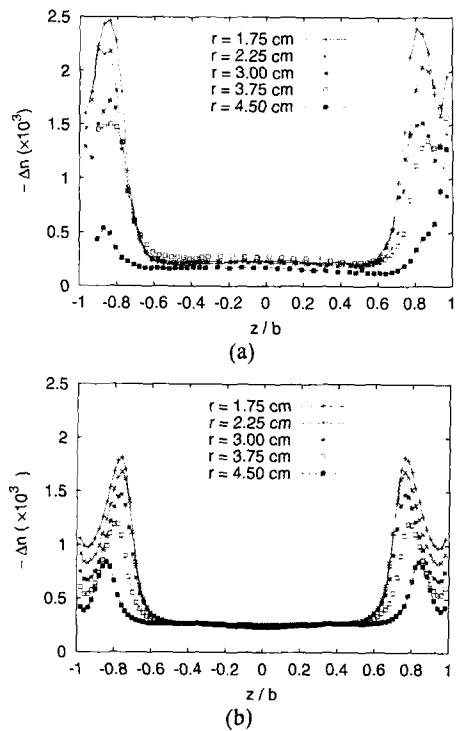 2.5
2
1.5
1
0.5
0
− Δn (×10³)
r = 1.75 cm
r = 2.25 cm
r = 3.00 cm
r = 3.75 cm
r = 4.50 cm
-1 -0.8 -0.6 -0.4 -0.2 0 0.2 0.4 0.6 0.8 1
z / b
(a)
2.5
2
1.5
1
0.5
0
− Δn ( ×10³ )
r = 1.75 cm
r = 2.25 cm
r = 3.00 cm
r = 3.75 cm
r = 4.50 cm
-1 -0.8 -0.6 -0.4 -0.2 0 0.2 0.4 0.6 0.8 1
z / b
(b)